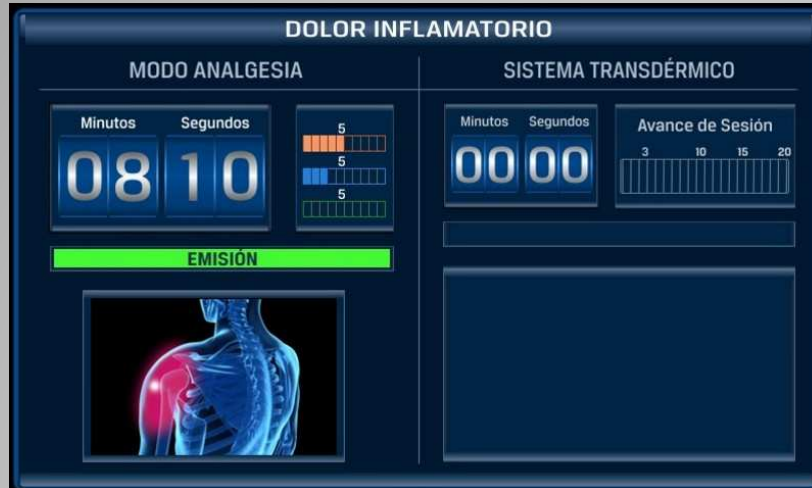 DOLOR INFLAMATORIO
MODO ANALGESIA
Minutos Segundos
08 10
5
5
5
EMISIÓN
SISTEMA TRANSDÉRMICO
Minutos Segundos
00 00
Avance de Sesión
3 10 15 20